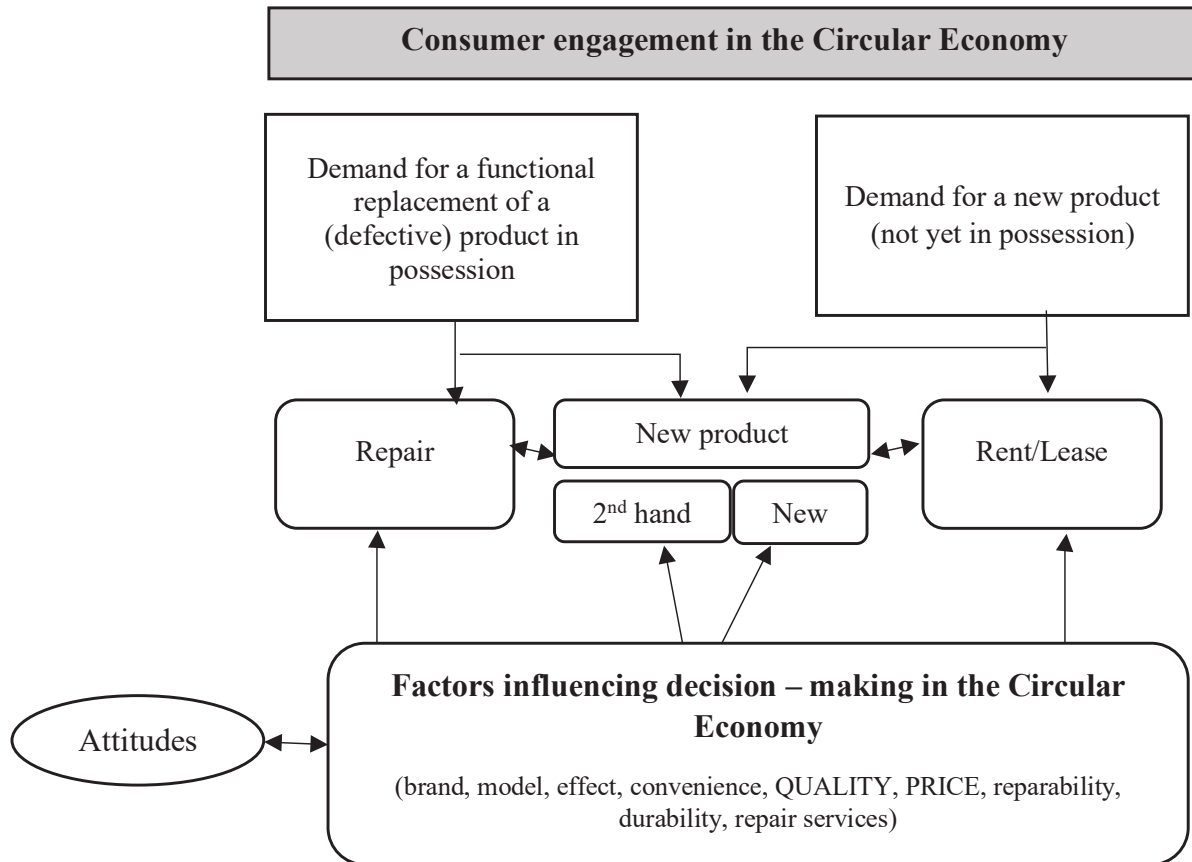 Consumer engagement in the Circular Economy
Demand for a functional
replacement of a
(defective) product in
possession
Demand for a new product
(not yet in possession)
Repair
New product
Rent/Lease
2nd hand
New
Factors influencing decision – making in the Circular
Economy
Attitudes
(brand, model, effect, convenience, QUALITY, PRICE, reparability,
durability, repair services)